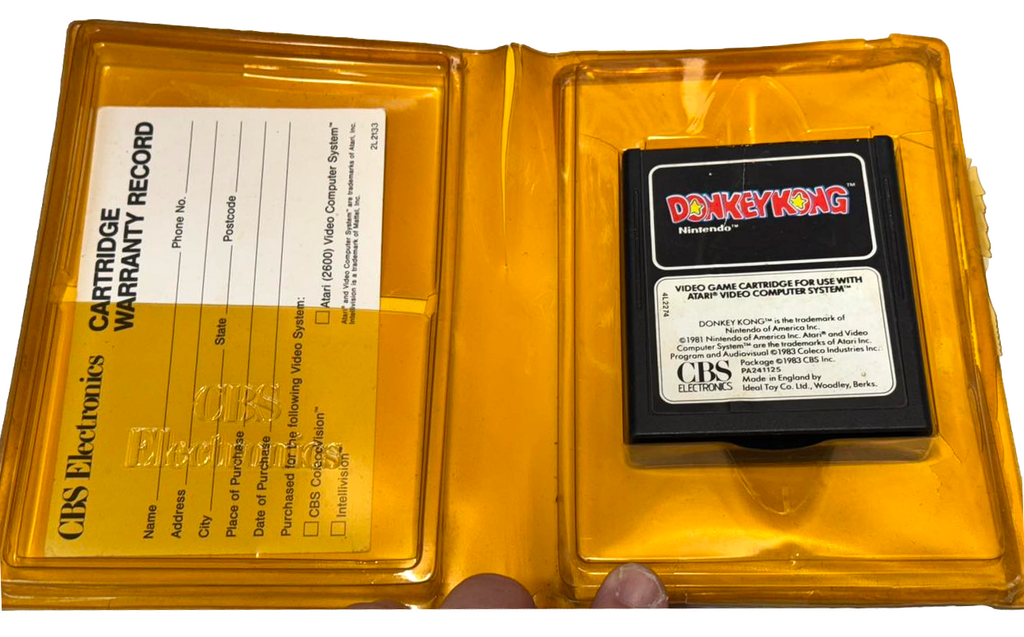 CBS Electronics
CARTRIDGE
WARRANTY RECORD
Name
Phone No.
Address
City
State
Postcode
Place of Purchase
Date of Purchase
Purchased for the following Video System:
CBS ColecoVision™
Atari (2600) Video Computer System™
Intellivision
Atari® and Video Computer System™ are trademarks of Atari, Inc.
Intellivision is a trademark of Mattel, Inc.
2L2133
CBS
Electronics
DONKEY KONG™
Nintendo™
VIDEO GAME CARTRIDGE FOR USE WITH
ATARI® VIDEO COMPUTER SYSTEM™
4L2274
DONKEY KONG™ is the trademark of
Nintendo of America Inc.
©1981 Nintendo of America Inc. Atari® and Video
Computer System™ are the trademarks of Atari Inc.
Program and Audiovisual ©1983 Coleco Industries Inc.
Package ©1983 CBS Inc.
PA241125
CBS
ELECTRONICS
Made in England by
Ideal Toy Co. Ltd., Woodley, Berks.